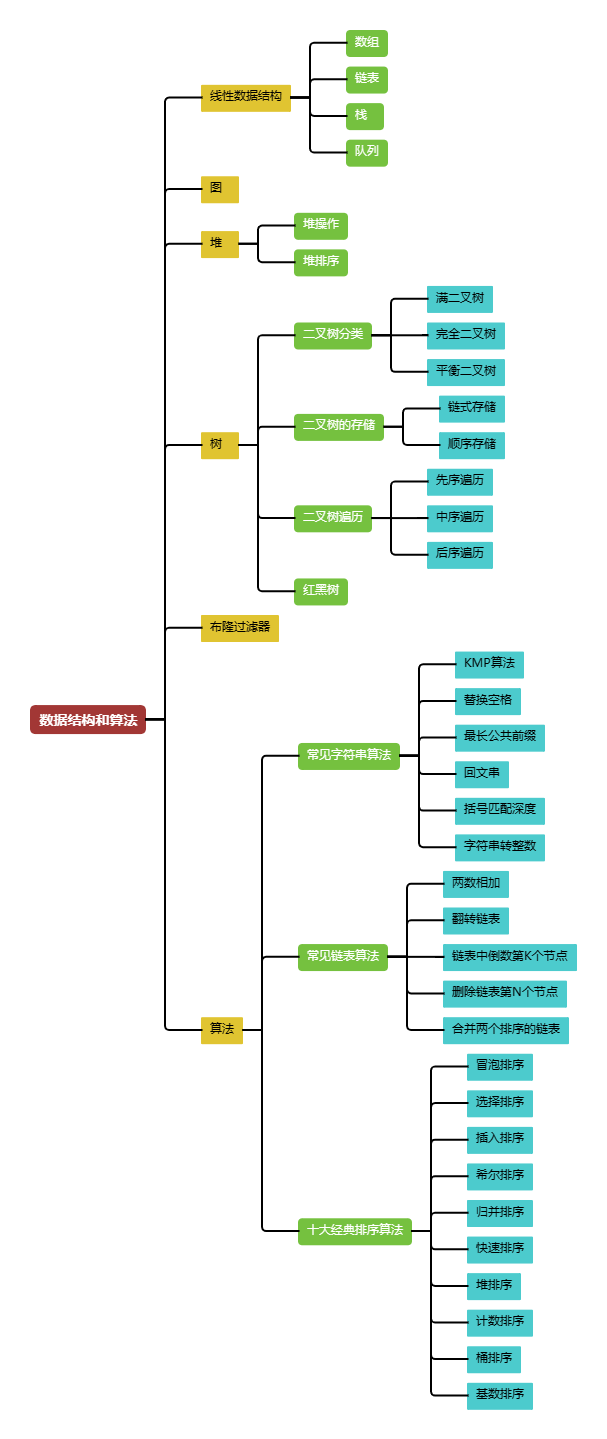 数组
链表
线性数据结构
栈
队列
图
堆操作
堆
堆排序
满二叉树
二叉树分类
完全二叉树
平衡二叉树
链式存储
二叉树的存储
树
顺序存储
先序遍历
二叉树遍历
中序遍历
后序遍历
红黑树
布隆过滤器
KMP算法
替换空格
数据结构和算法
最长公共前缀
常见字符串算法
回文串
括号匹配深度
字符串转整数
两数相加
翻转链表
常见链表算法
链表中倒数第K个节点
删除链表第N个节点
算法
合并两个排序的链表
冒泡排序
选择排序
插入排序
希尔排序
归并排序
十大经典排序算法
快速排序
堆排序
计数排序
桶排序
基数排序